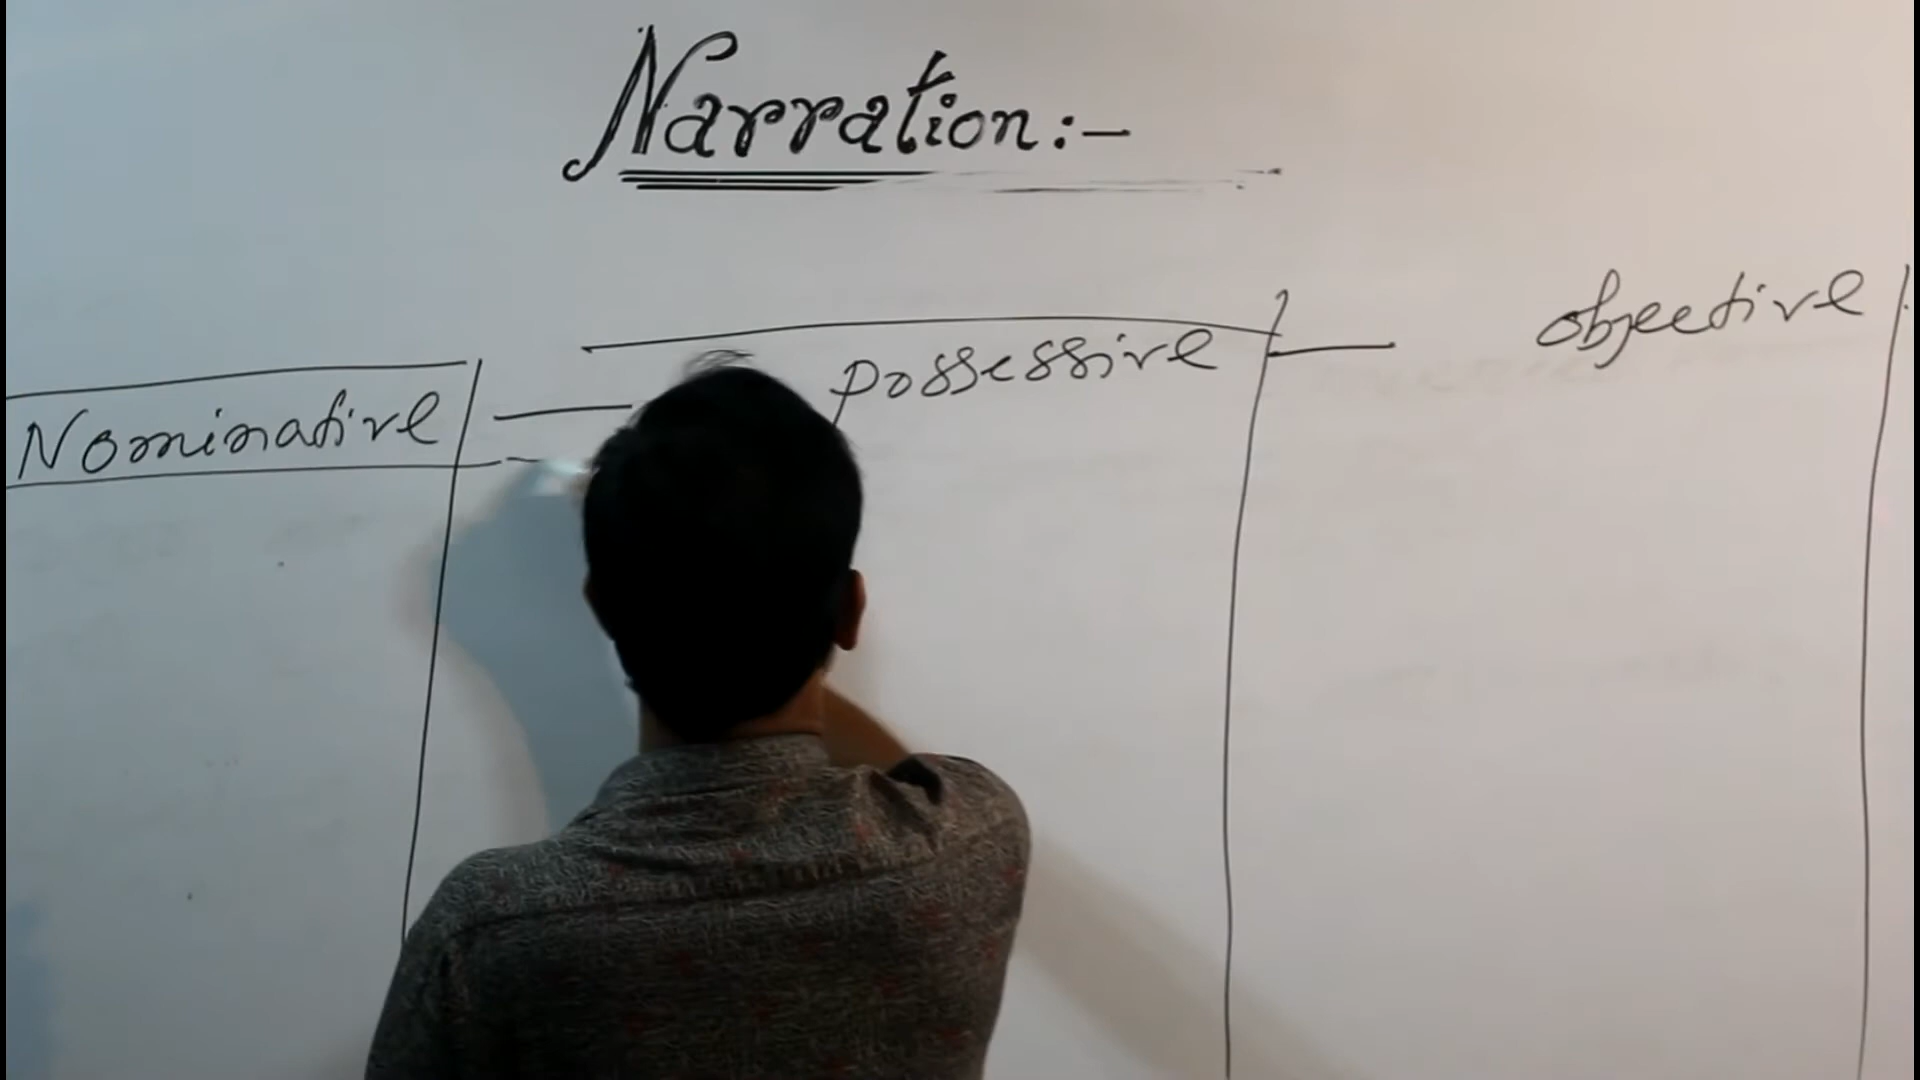 Narration:-
Nominative — possessive — objective